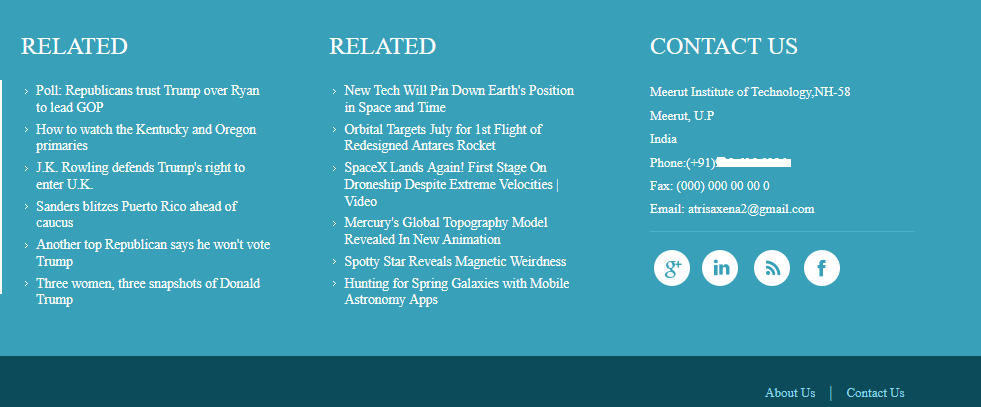 RELATED
Poll: Republicans trust Trump over Ryan
to lead GOP
How to watch the Kentucky and Oregon
primaries
J.K. Rowling defends Trump's right to
enter U.K.
Sanders blitzes Puerto Rico ahead of
caucus
Another top Republican says he won't vote
Trump
Three women, three snapshots of Donald
Trump
RELATED
New Tech Will Pin Down Earth's Position
in Space and Time
Orbital Targets July for 1st Flight of
Redesigned Antares Rocket
SpaceX Lands Again! First Stage On
Droneship Despite Extreme Velocities |
Video
Mercury's Global Topography Model
Revealed In New Animation
Spotty Star Reveals Magnetic Weirdness
Hunting for Spring Galaxies with Mobile
Astronomy Apps
CONTACT US
Meerut Institute of Technology,NH-58
Meerut, U.P
India
Phone:(+91)
Fax: (000) 000 00 00 0
Email: atrisaxena2@gmail.com
g+ in f
About Us | Contact Us